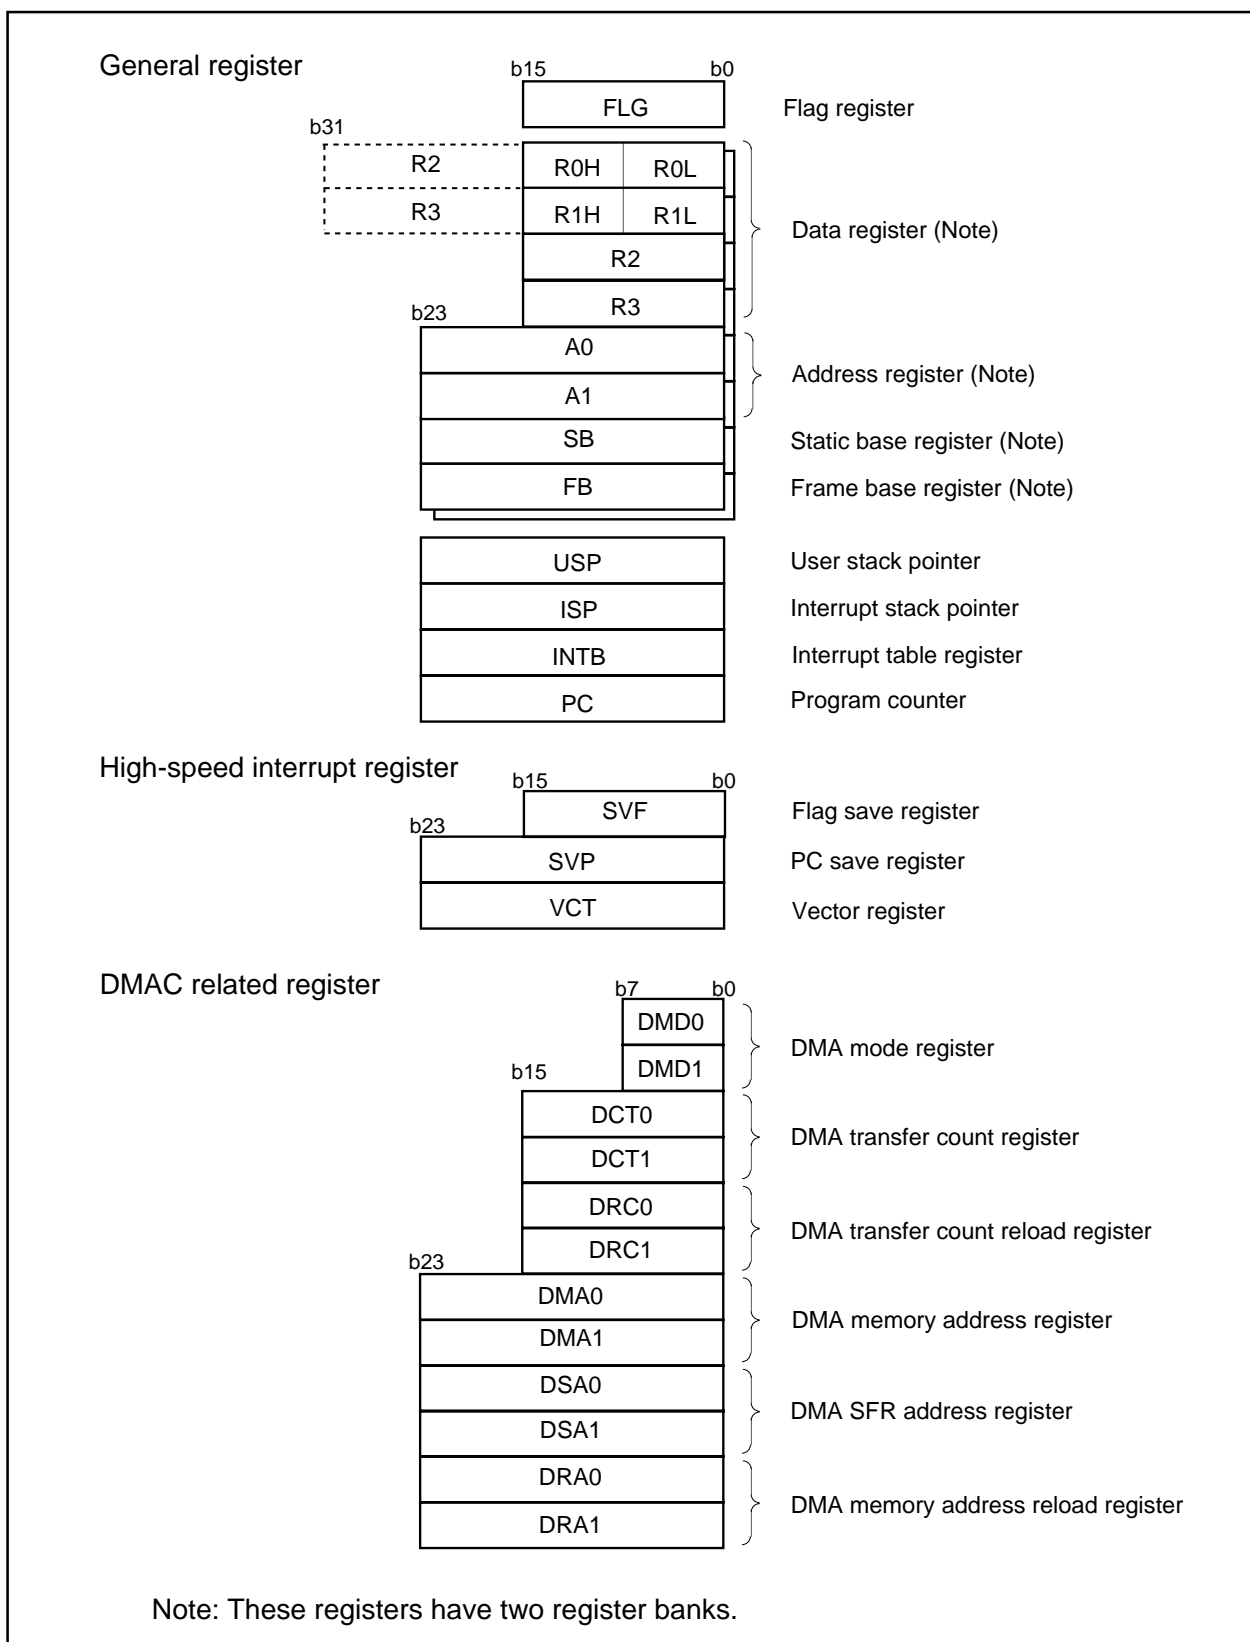 General register
b15 b0
FLG Flag register
b31
R2 R0H R0L
R3 R1H R1L
Data register (Note)
R2
R3
b23
A0
A1
Address register (Note)
SB Static base register (Note)
FB Frame base register (Note)
USP User stack pointer
ISP Interrupt stack pointer
INTB Interrupt table register
PC Program counter
High-speed interrupt register
b15 b0
SVF Flag save register
b23
SVP PC save register
VCT Vector register
DMAC related register
b7 b0
DMD0
DMD1
DMA mode register
b15
DCT0
DCT1
DMA transfer count register
DRC0
DRC1
DMA transfer count reload register
b23
DMA0
DMA1
DMA memory address register
DSA0
DSA1
DMA SFR address register
DRA0
DRA1
DMA memory address reload register
Note: These registers have two register banks.